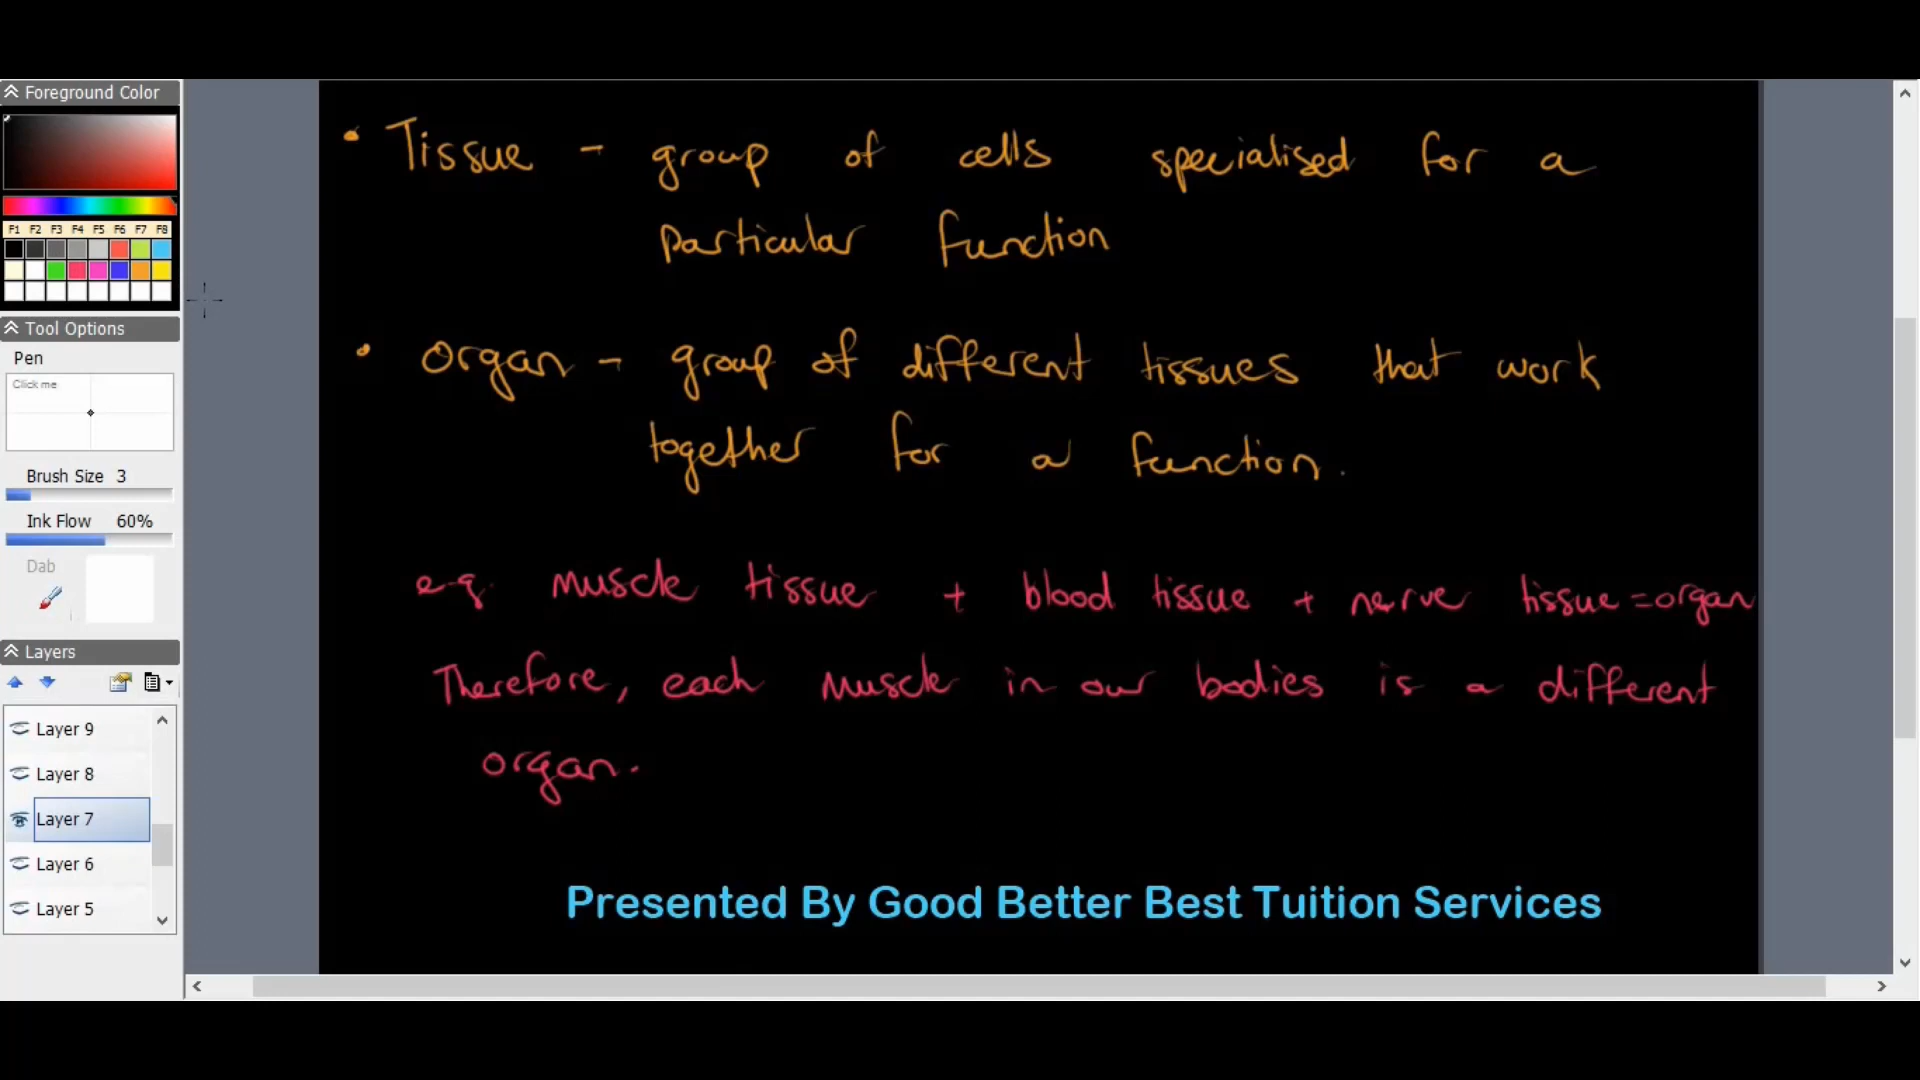 Foreground Color
F1 F2 F3 F4 F5 F6 F7 F8
Tool Options
Pen
Click me
Brush Size 3
Ink Flow 60%
Dab
Layers
Layer 9
Layer 8
Layer 7
Layer 6
Layer 5
• Tissue - group of cells specialised for a
particular function
• Organ - group of different tissues that work
together for a function.
e.g. muscle tissue + blood tissue + nerve tissue = organ
Therefore, each muscle in our bodies is a different
organ.
Presented By Good Better Best Tuition Services